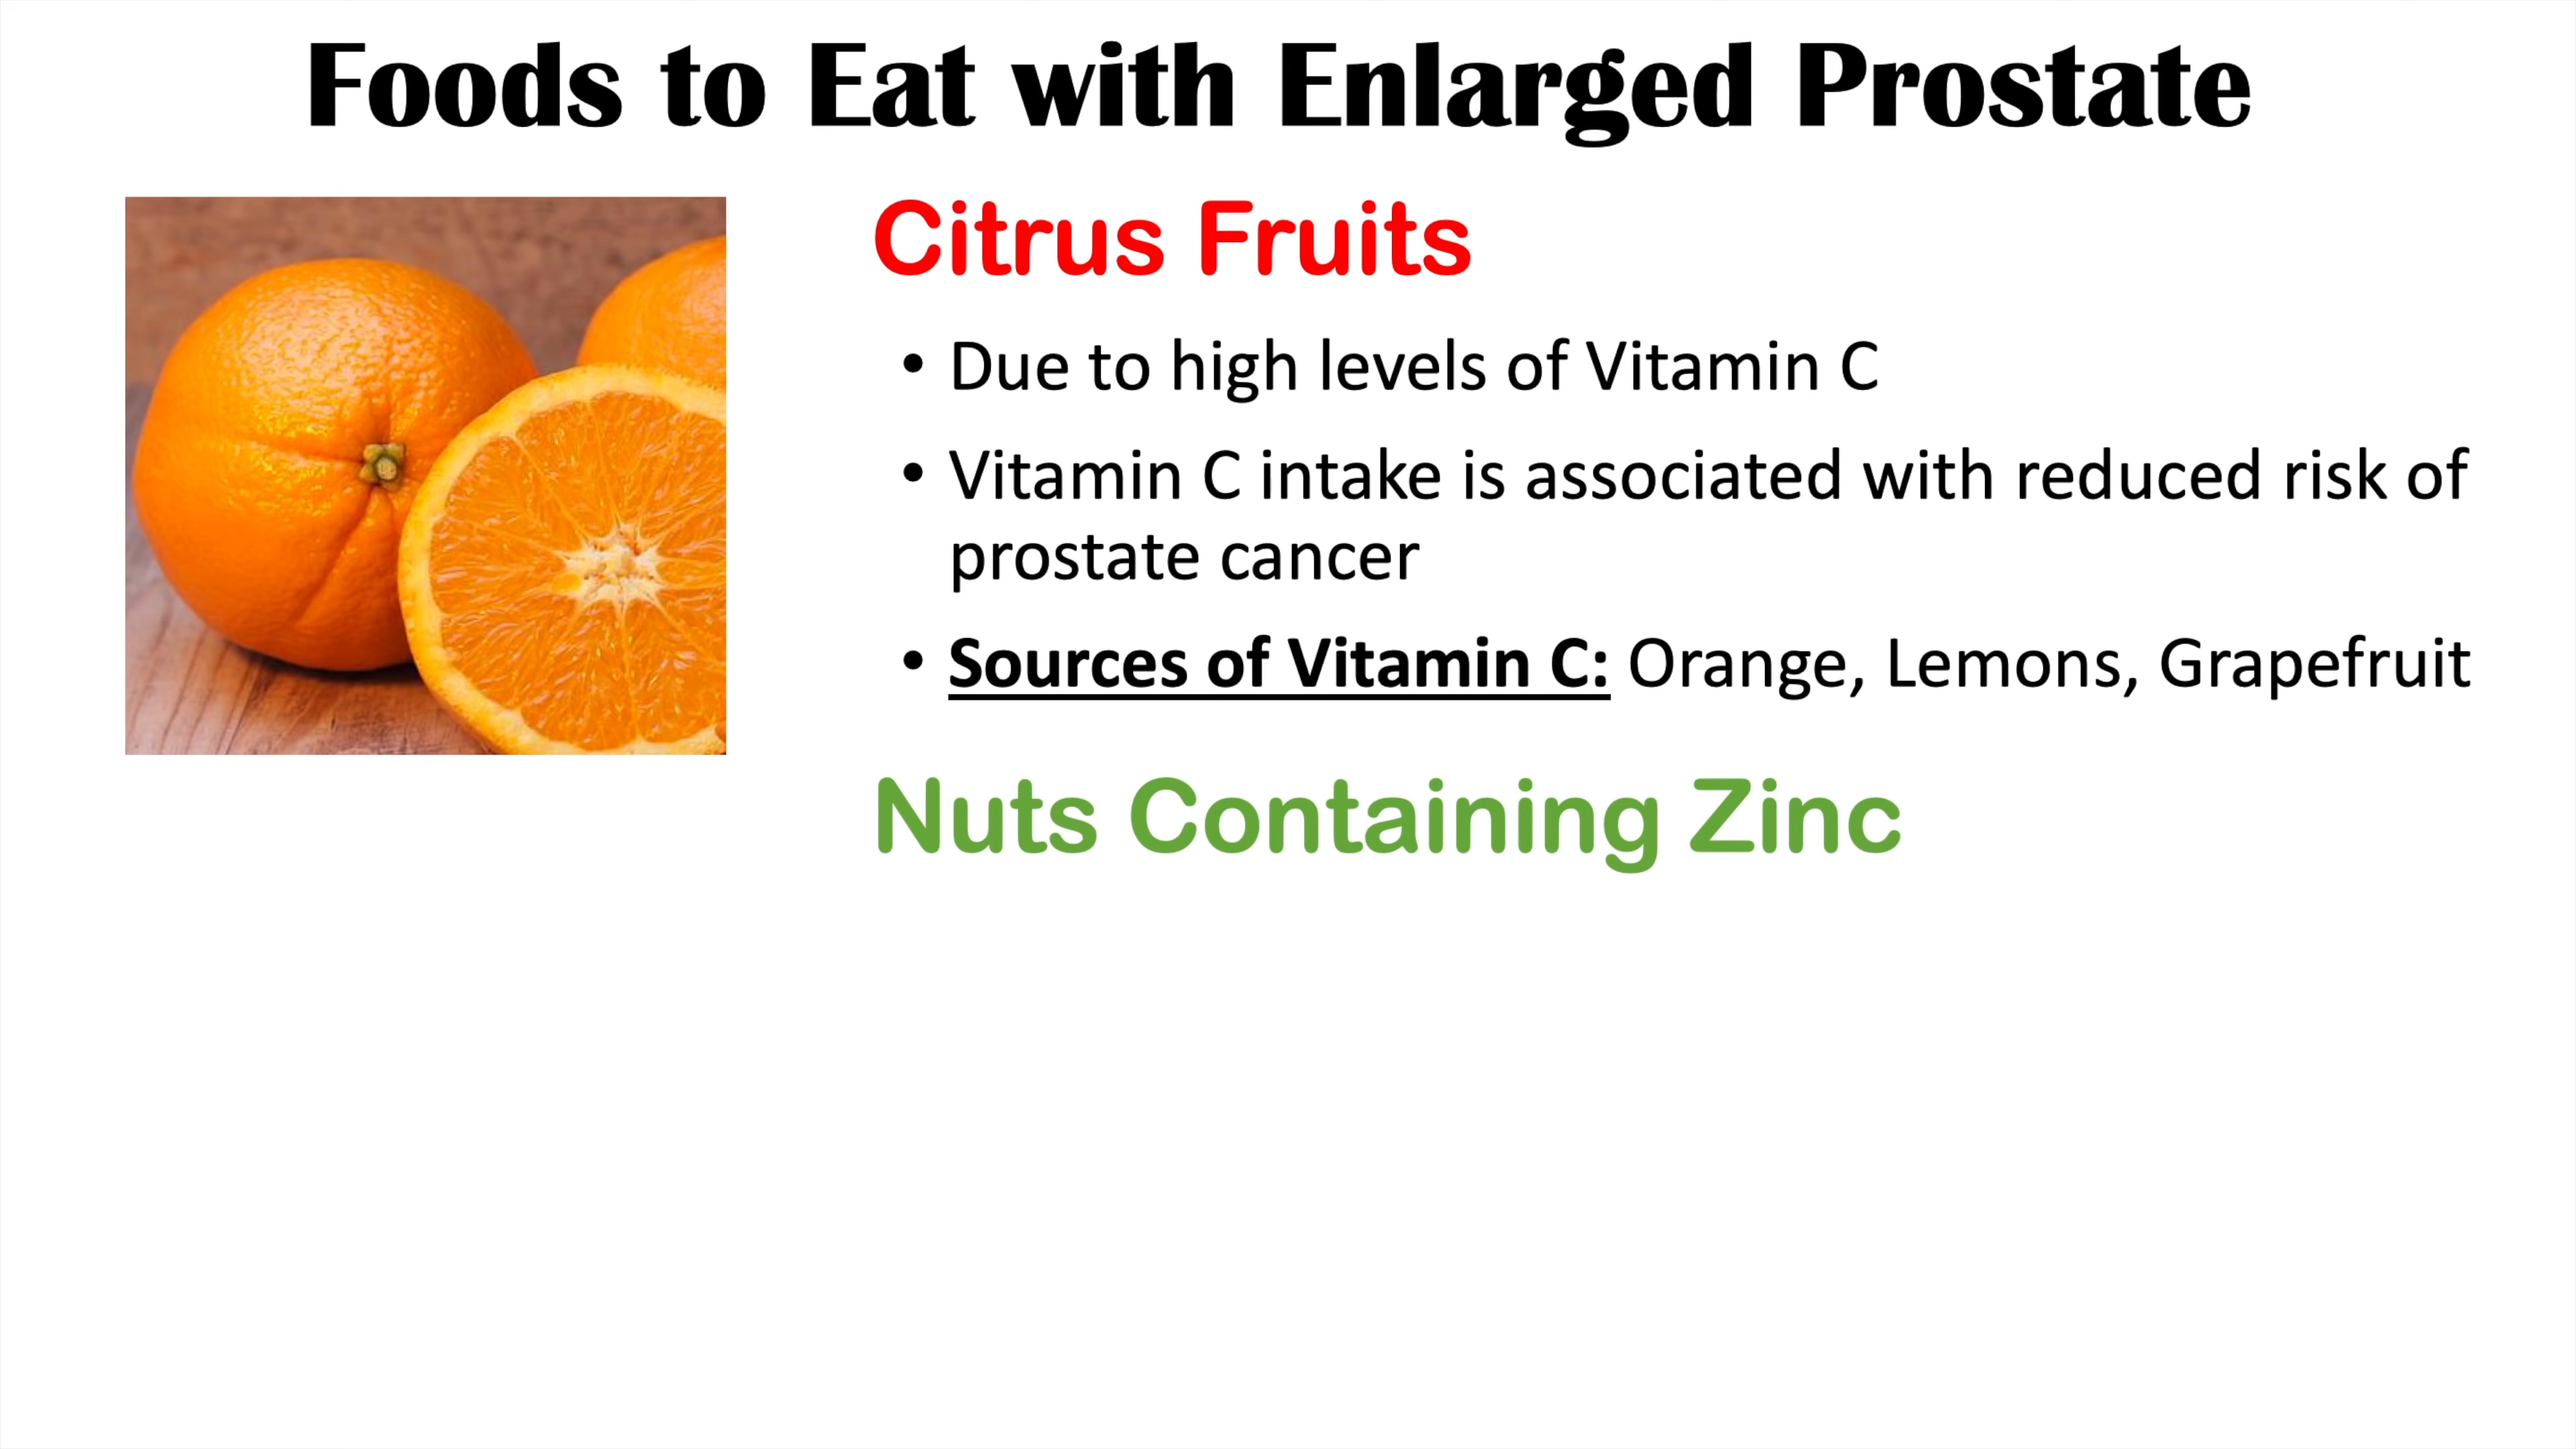 Foods to Eat with Enlarged Prostate
Citrus Fruits
• Due to high levels of Vitamin C
• Vitamin C intake is associated with reduced risk of
prostate cancer
• Sources of Vitamin C: Orange, Lemons, Grapefruit
Nuts Containing Zinc